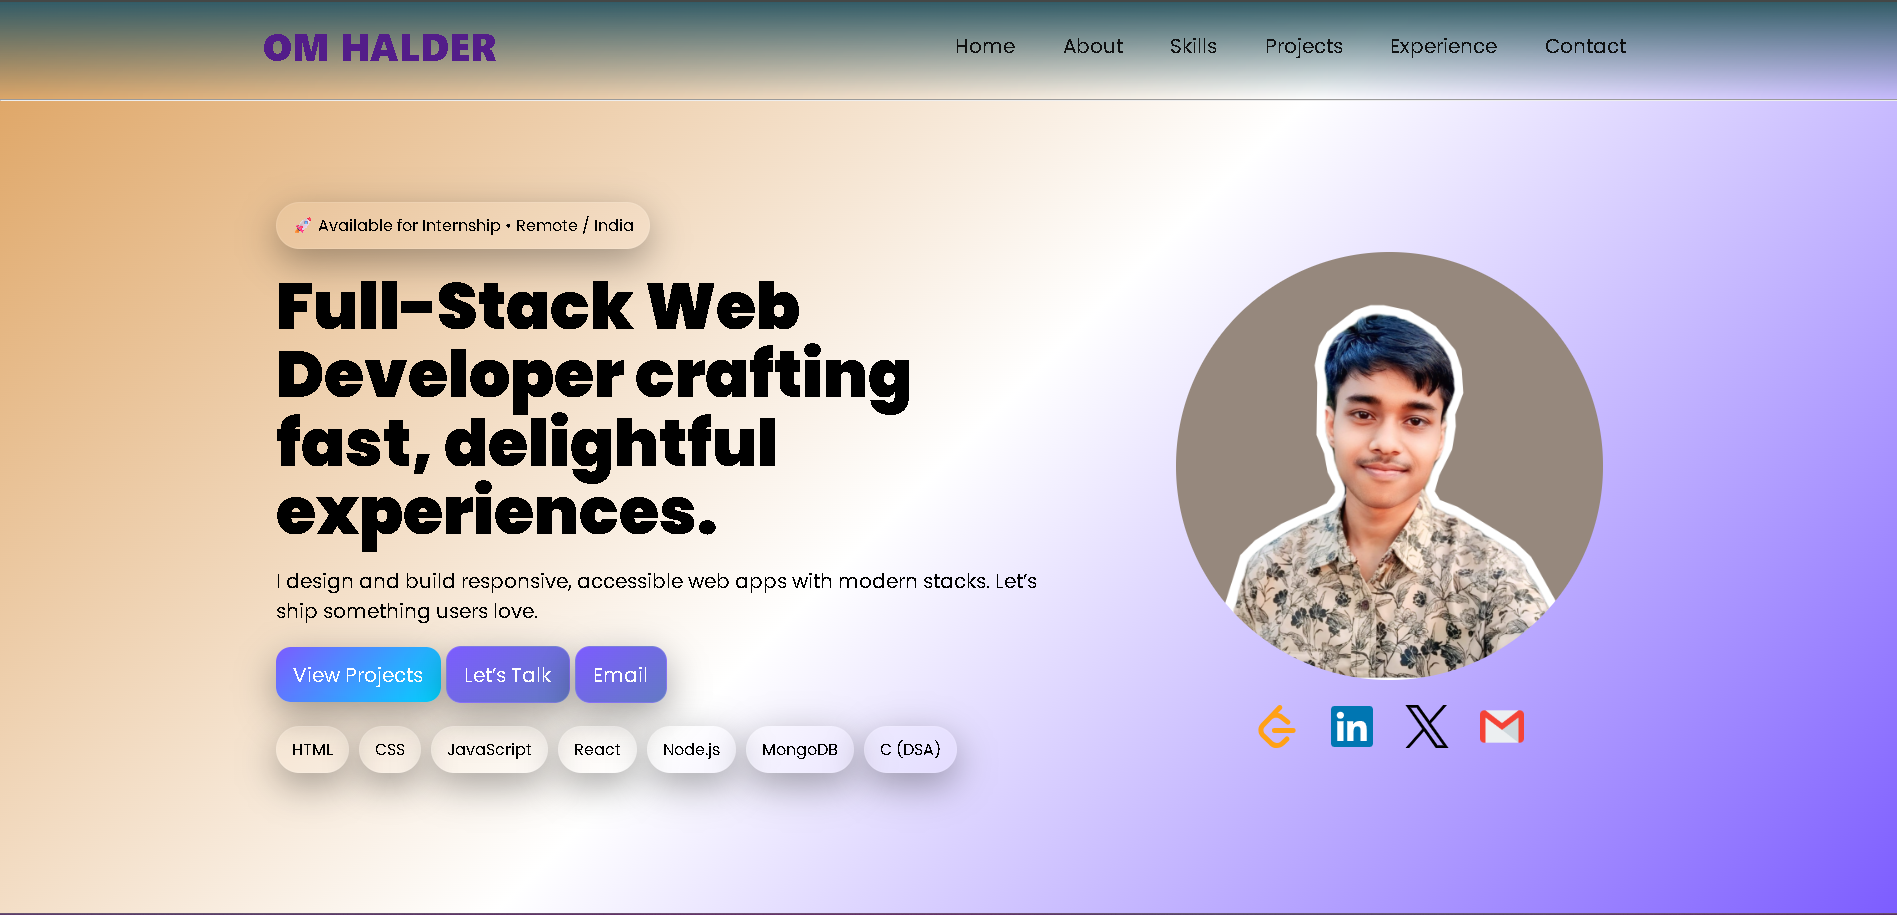 OM HALDER
Home About Skills Projects Experience Contact
🚀 Available for Internship • Remote / India
Full-Stack Web
Developer crafting
fast, delightful
experiences.
I design and build responsive, accessible web apps with modern stacks. Let’s
ship something users love.
View Projects Let’s Talk Email
HTML CSS JavaScript React Node.js MongoDB C (DSA)
in